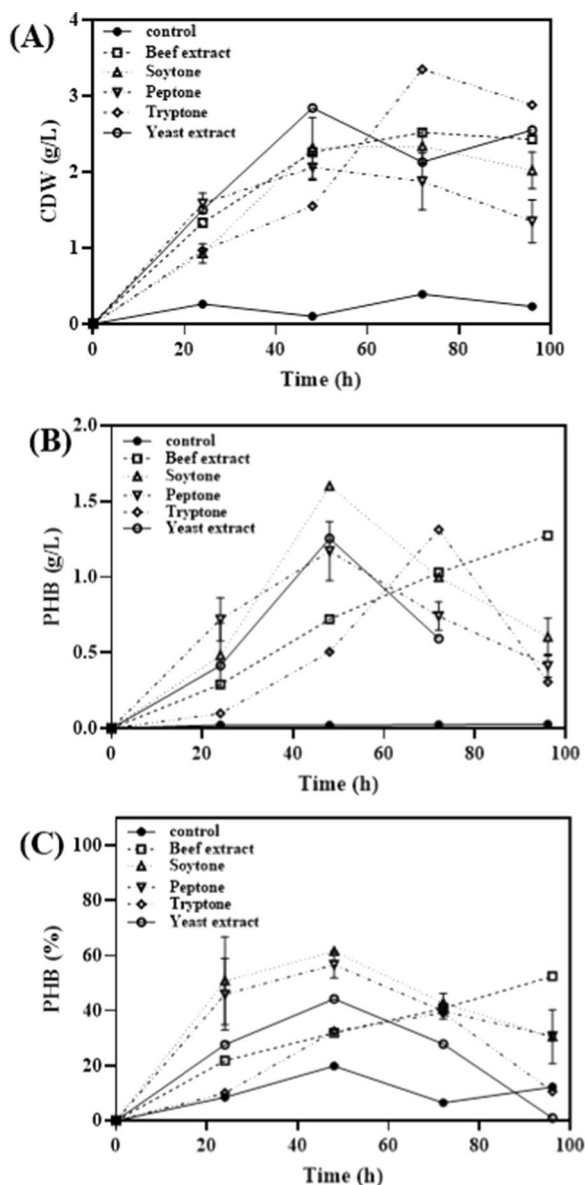 (A)
4
3
2
1
0
CDW (g/L)
control
Beef extract
Soytone
Peptone
Tryptone
Yeast extract
0 20 40 60 80 100
Time (h)
(B)
2.0
1.5
1.0
0.5
0.0
PHB (g/L)
control
Beef extract
Soytone
Peptone
Tryptone
Yeast extract
0 20 40 60 80 100
Time (h)
(C)
100
80
60
40
20
0
PHB (%)
control
Beef extract
Soytone
Peptone
Tryptone
Yeast extract
0 20 40 60 80 100
Time (h)